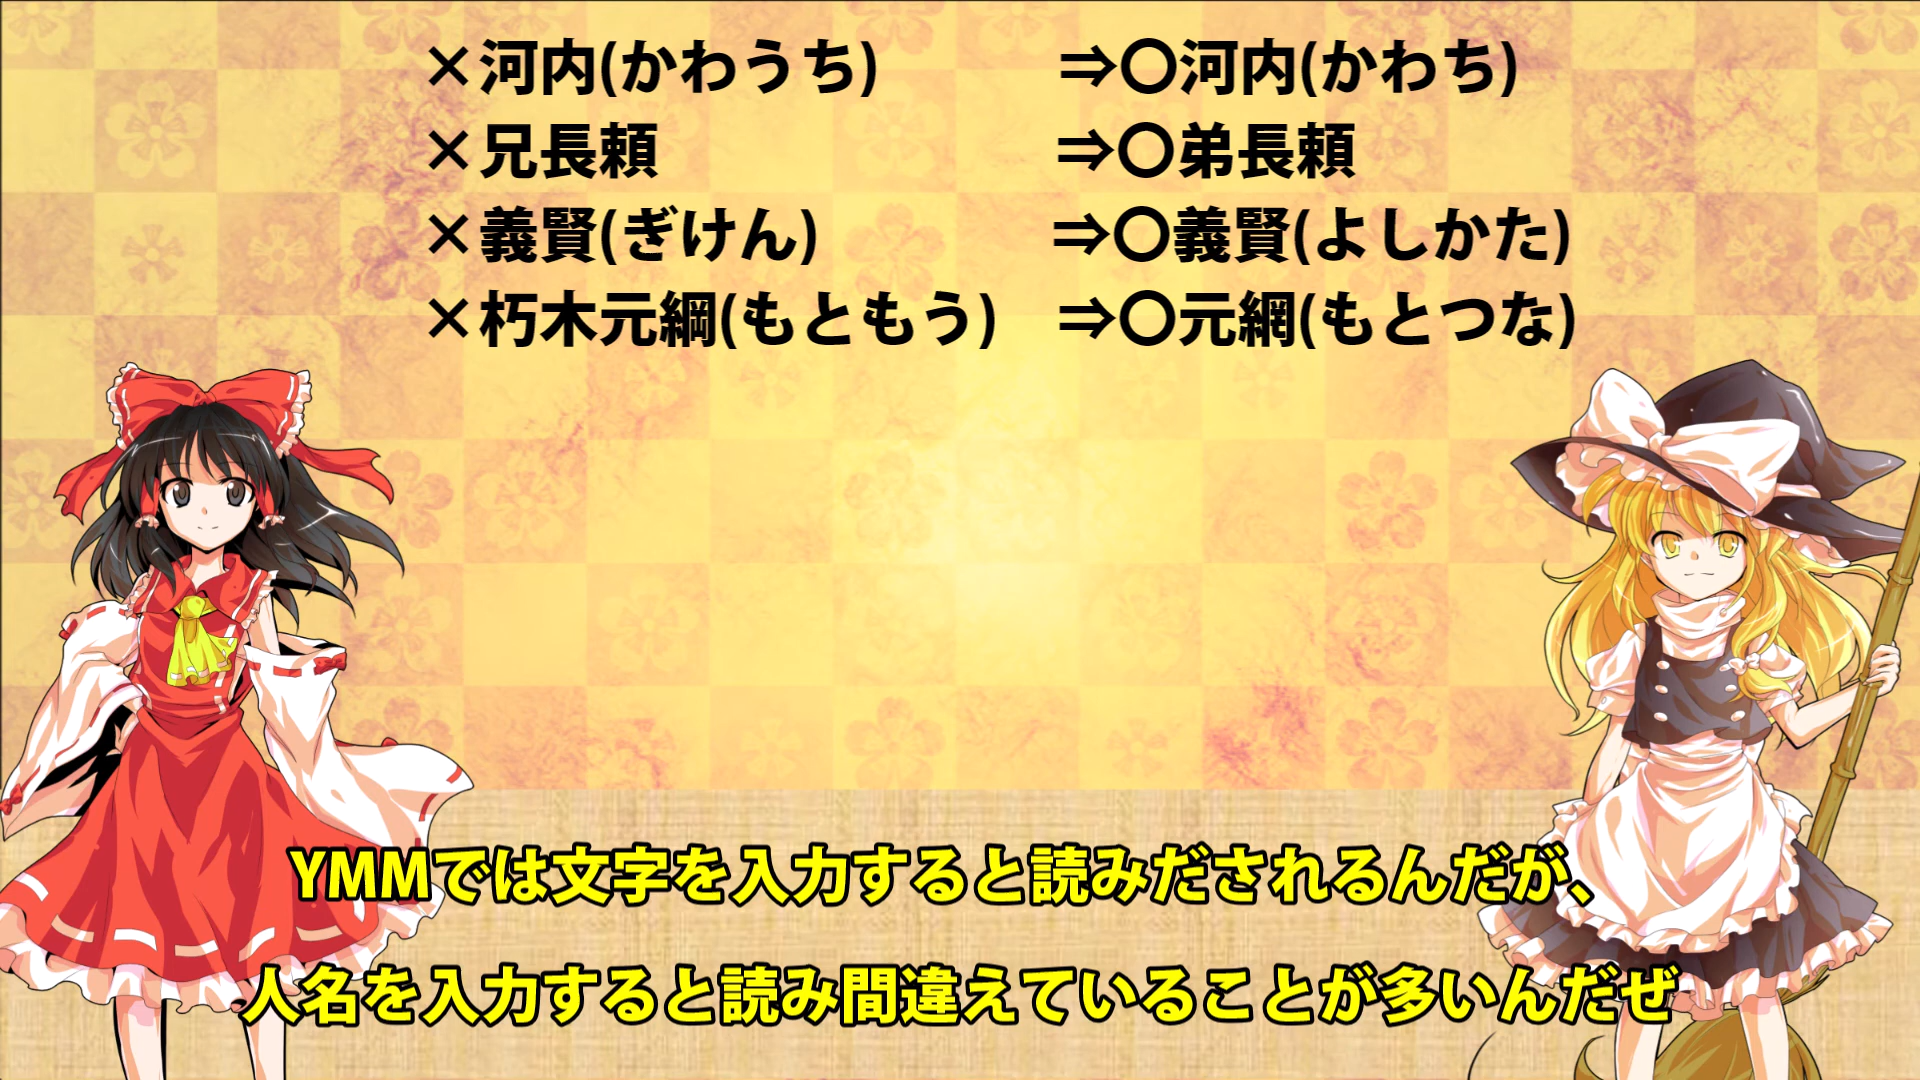 ×河内(かわうち) ⇒〇河内(かわち)
×兄長頼 ⇒〇弟長頼
×義賢(ぎけん) ⇒〇義賢(よしかた)
×朽木元綱(もともう) ⇒〇元網(もとつな)
YMMでは文字を入力すると読みだされるんだが、
人名を入力すると読み間違えていることが多いんだぜ